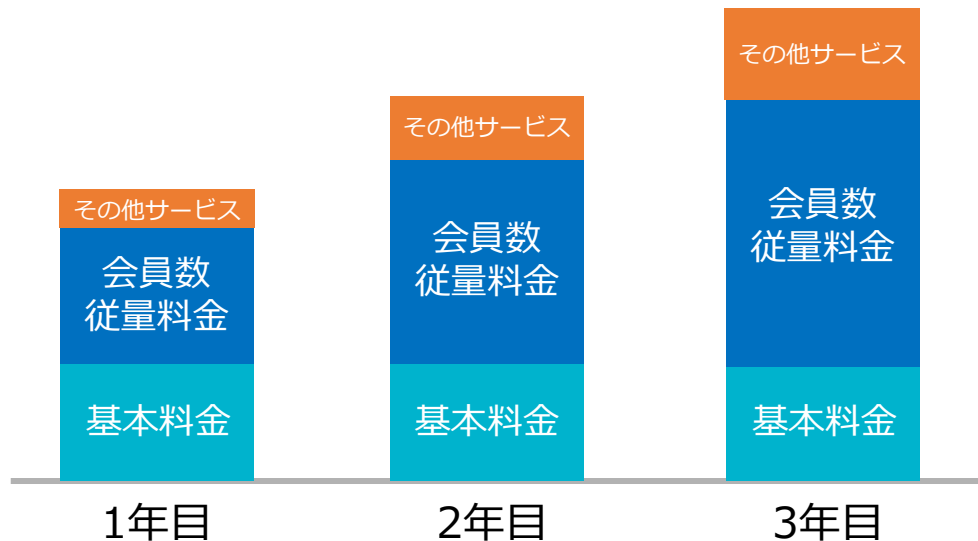 その他サービス
会員数
従量料金
基本料金
その他サービス
会員数
従量料金
基本料金
その他サービス
会員数
従量料金
基本料金
1年目
2年目
3年目